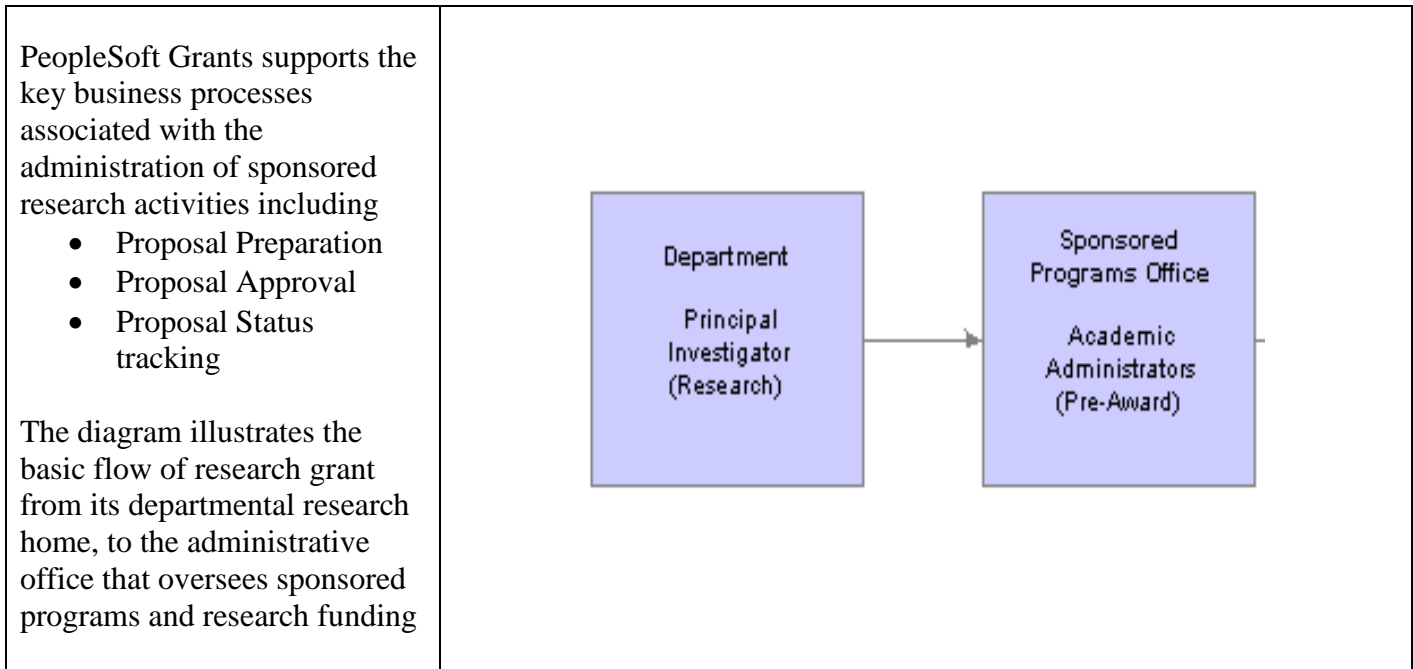 PeopleSoft Grants supports the
key business processes
associated with the
administration of sponsored
research activities including
• Proposal Preparation
• Proposal Approval
• Proposal Status
tracking
The diagram illustrates the
basic flow of research grant
from its departmental research
home, to the administrative
office that oversees sponsored
programs and research funding
Department
Principal
Investigator
(Research)
Sponsored
Programs Office
Academic
Administrators
(Pre-Award)